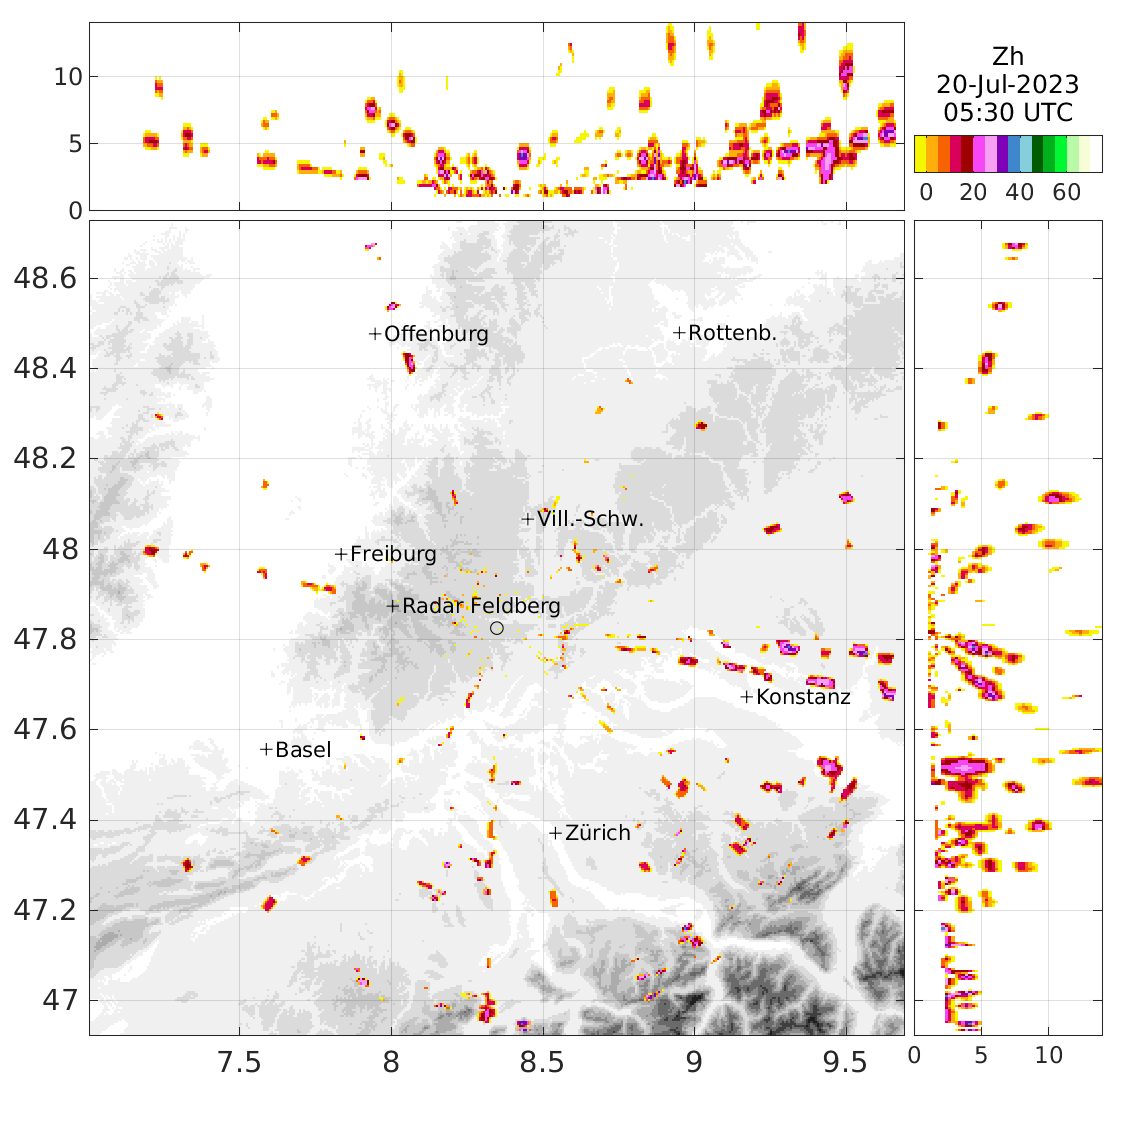 10
5
0
Zh
20-Jul-2023
05:30 UTC
0 20 40 60
48.6
48.4
48.2
48
47.8
47.6
47.4
47.2
47
+Offenburg
+Rottenb.
+Vill.-Schw.
+Freiburg
+Radar Feldberg
+Konstanz
+Basel
+Zürich
7.5 8 8.5 9 9.5
0 5 10